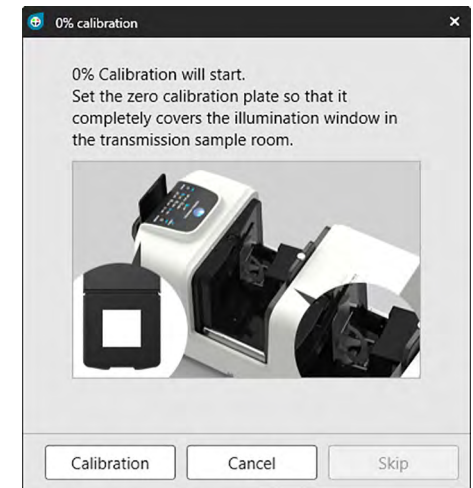 0% calibration
0% Calibration will start.
Set the zero calibration plate so that it
completely covers the illumination window in
the transmission sample room.
Calibration
Cancel
Skip